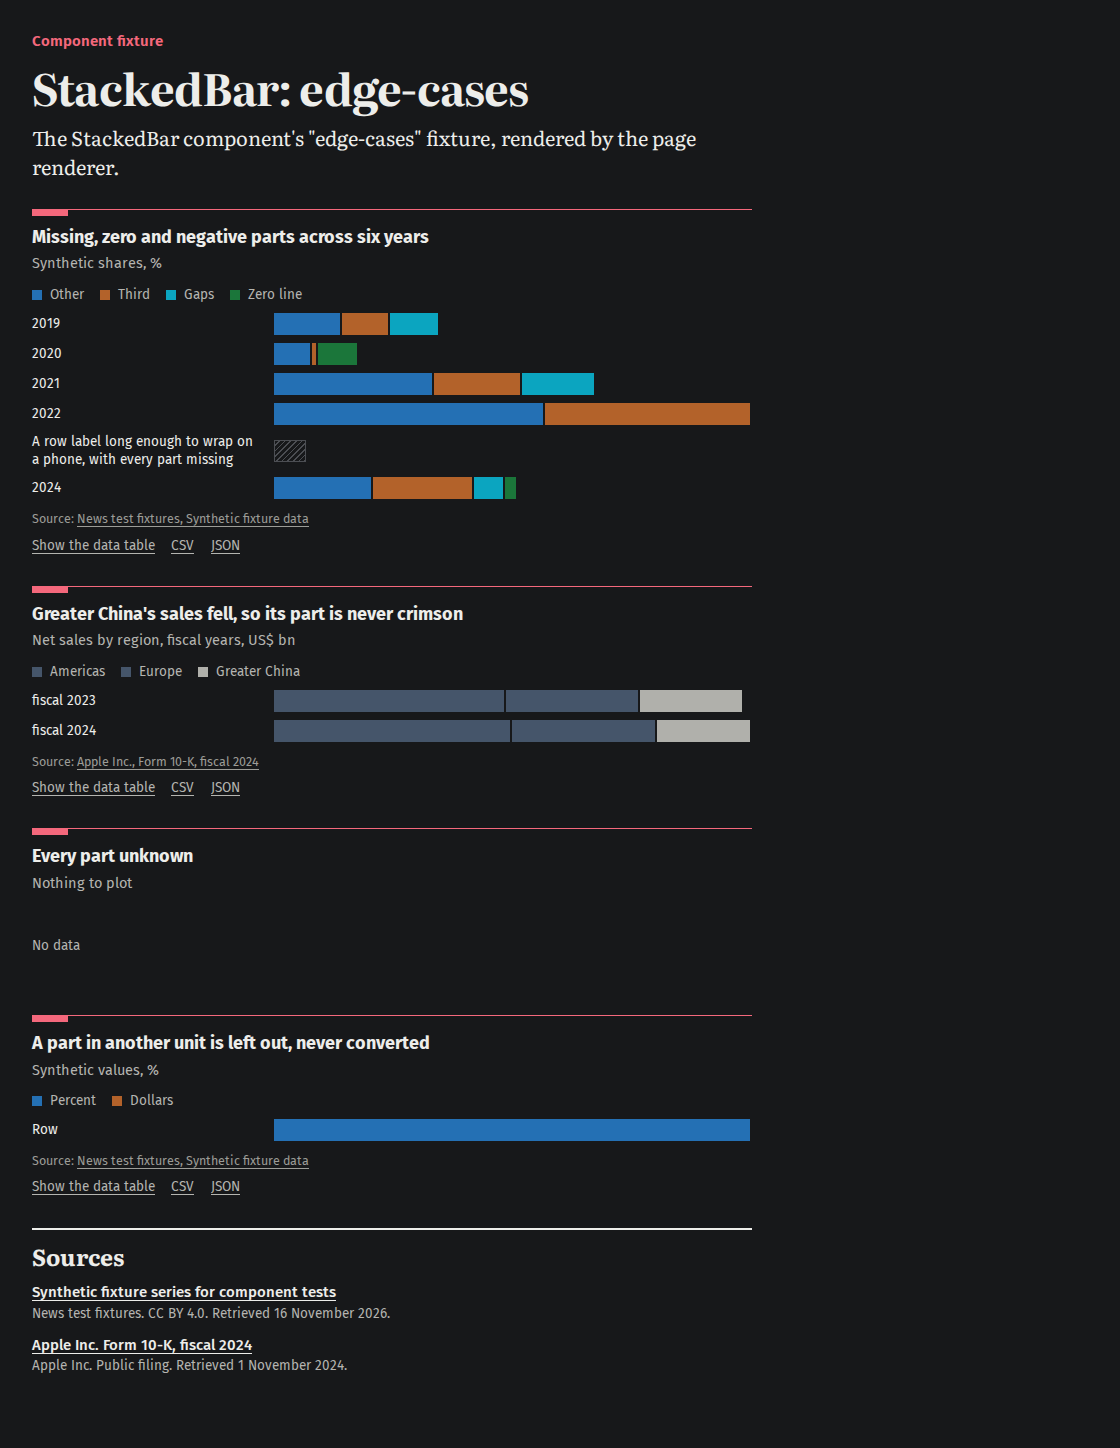 Component fixture
StackedBar: edge-cases
The StackedBar component's "edge-cases" fixture, rendered by the page
renderer.
Missing, zero and negative parts across six years
Synthetic shares, %
Other Third Gaps Zero line
2019
2020
2021
2022
A row label long enough to wrap on
a phone, with every part missing
2024
Source: News test fixtures, Synthetic fixture data
Show the data table CSV JSON
Greater China's sales fell, so its part is never crimson
Net sales by region, fiscal years, US$ bn
Americas Europe Greater China
fiscal 2023
fiscal 2024
Source: Apple Inc., Form 10-K, fiscal 2024
Show the data table CSV JSON
Every part unknown
Nothing to plot
No data
A part in another unit is left out, never converted
Synthetic values, %
Percent Dollars
Row
Source: News test fixtures, Synthetic fixture data
Show the data table CSV JSON
Sources
Synthetic fixture series for component tests
News test fixtures. CC BY 4.0. Retrieved 16 November 2026.
Apple Inc. Form 10-K, fiscal 2024
Apple Inc. Public filing. Retrieved 1 November 2024.